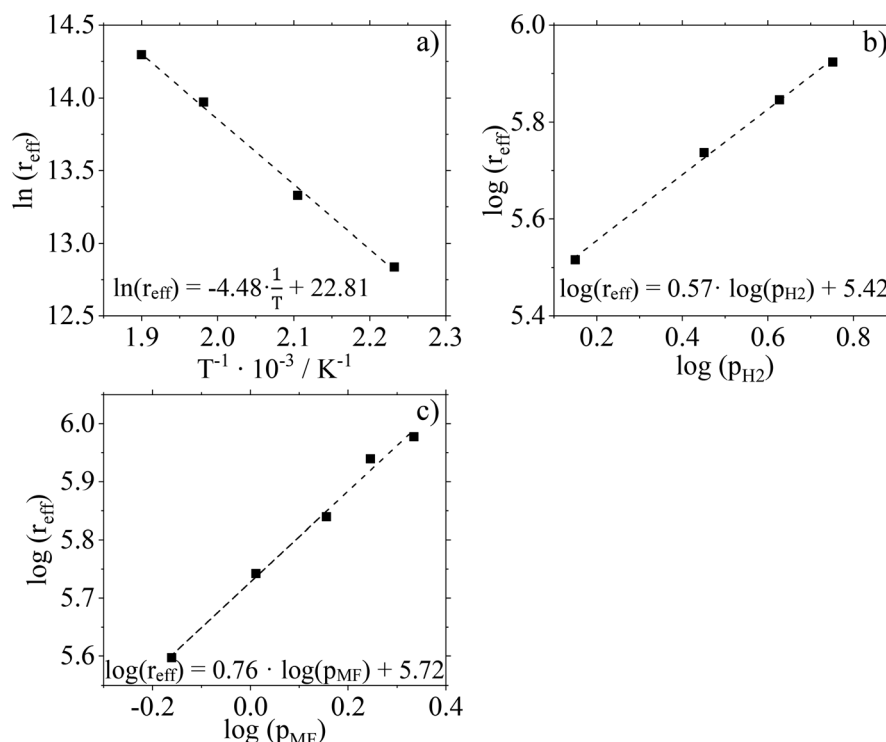 a)
14.5
14.0
13.5
13.0
12.5
ln (r_eff)
ln(r_eff) = -4.48·1/T + 22.81
1.9 2.0 2.1 2.2 2.3
T⁻¹ · 10⁻³ / K⁻¹
b)
6.0
5.8
5.6
5.4
log (r_eff)
log(r_eff) = 0.57· log(p_H2) + 5.42
0.2 0.4 0.6 0.8
log (p_H2)
c)
6.0
5.9
5.8
5.7
5.6
log (r_eff)
log(r_eff) = 0.76 · log(p_MF) + 5.72
-0.2 0.0 0.2 0.4
log (p_MF)